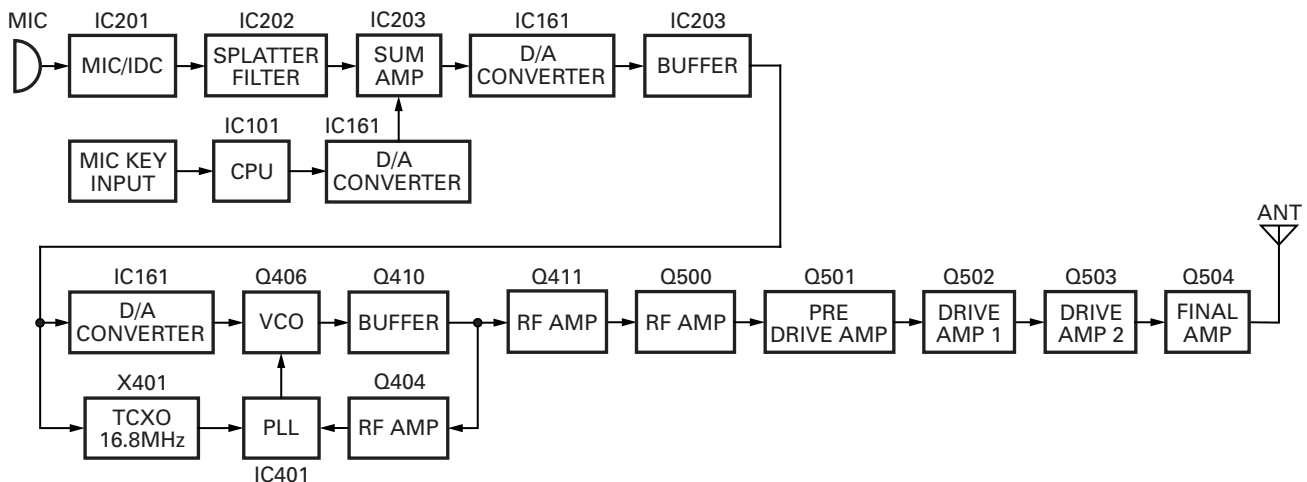 MIC
IC201
MIC/IDC
IC202
SPLATTER
FILTER
IC203
SUM
AMP
IC161
D/A
CONVERTER
IC203
BUFFER
MIC KEY
INPUT
IC101
CPU
IC161
D/A
CONVERTER
IC161
D/A
CONVERTER
Q406
VCO
Q410
BUFFER
Q411
RF AMP
Q500
RF AMP
Q501
PRE
DRIVE AMP
Q502
DRIVE
AMP 1
Q503
DRIVE
AMP 2
Q504
FINAL
AMP
ANT
X401
TCXO
16.8MHz
PLL
IC401
Q404
RF AMP